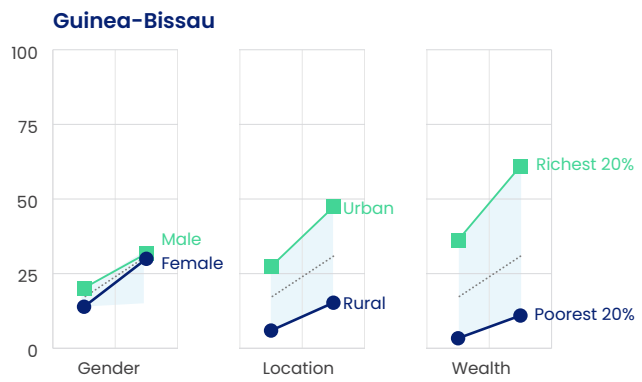 Guinea-Bissau
100
75
50
25
0
Male
Female
Gender
Urban
Rural
Location
Richest 20%
Poorest 20%
Wealth